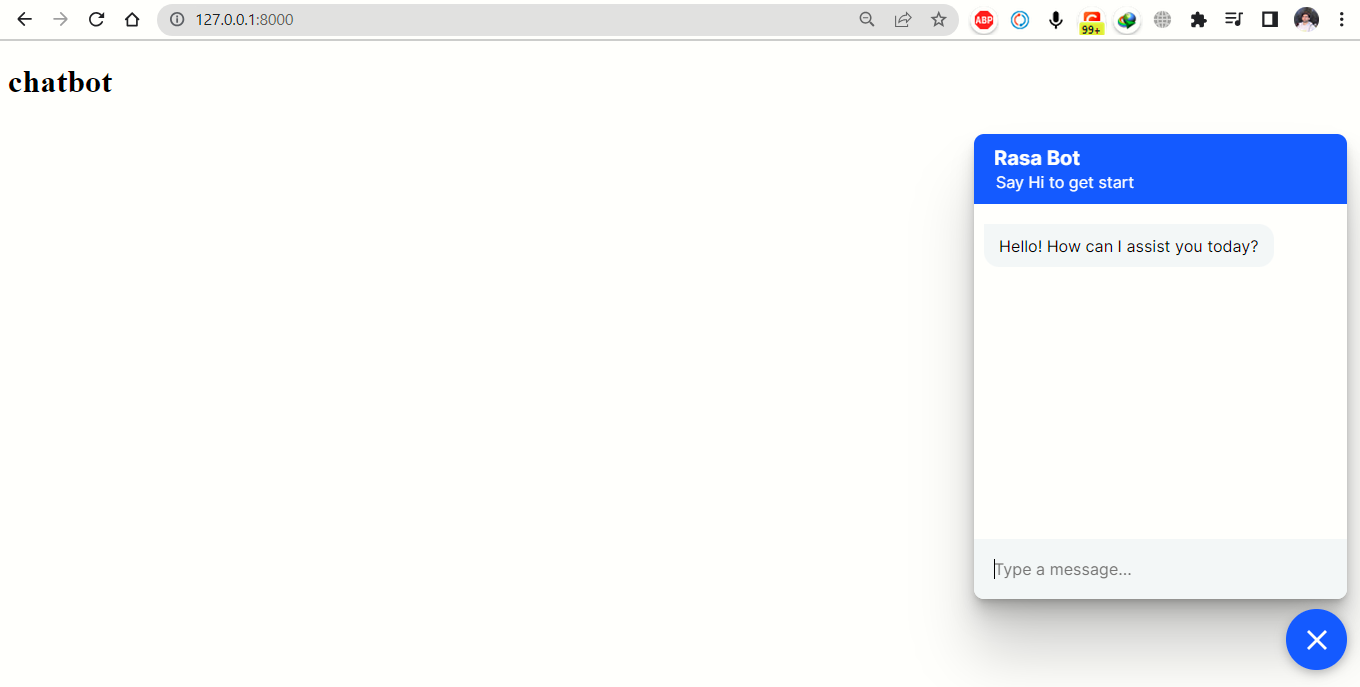 127.0.0.1:8000
ABP
99+
chatbot
Rasa Bot
Say Hi to get start
Hello! How can I assist you today?
Type a message...